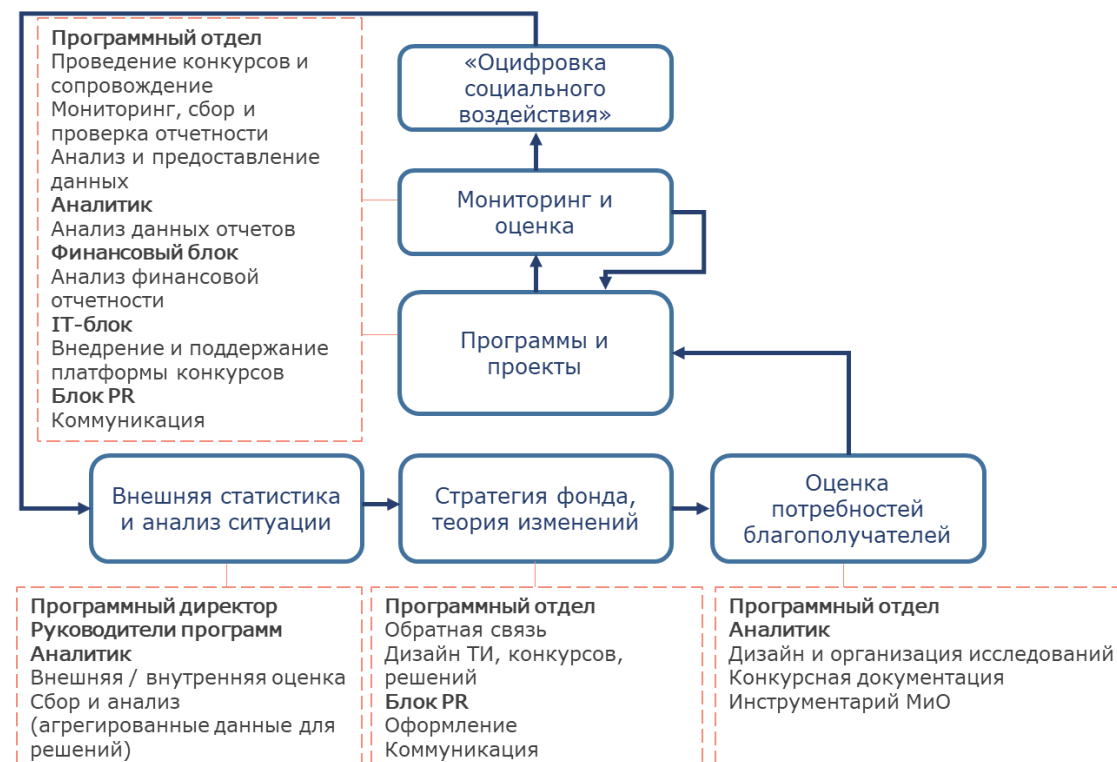 Программный отдел
Проведение конкурсов и
сопровождение
Мониторинг, сбор и
проверка отчетности
Анализ и предоставление
данных
Аналитик
Анализ данных отчетов
Финансовый блок
Анализ финансовой
отчетности
IT-блок
Внедрение и поддержание
платформы конкурсов
Блок PR
Коммуникация
«Оцифровка
социального
воздействия»
Мониторинг и
оценка
Программы и
проекты
Внешняя статистика
и анализ ситуации
Стратегия фонда,
теория изменений
Оценка
потребностей
благополучателей
Программный директор
Руководители программ
Аналитик
Внешняя / внутренняя оценка
Сбор и анализ
(агрегированные данные для
решений)
Программный отдел
Обратная связь
Дизайн ТИ, конкурсов,
решений
Блок PR
Оформление
Коммуникация
Программный отдел
Аналитик
Дизайн и организация исследований
Конкурсная документация
Инструментарий МиО